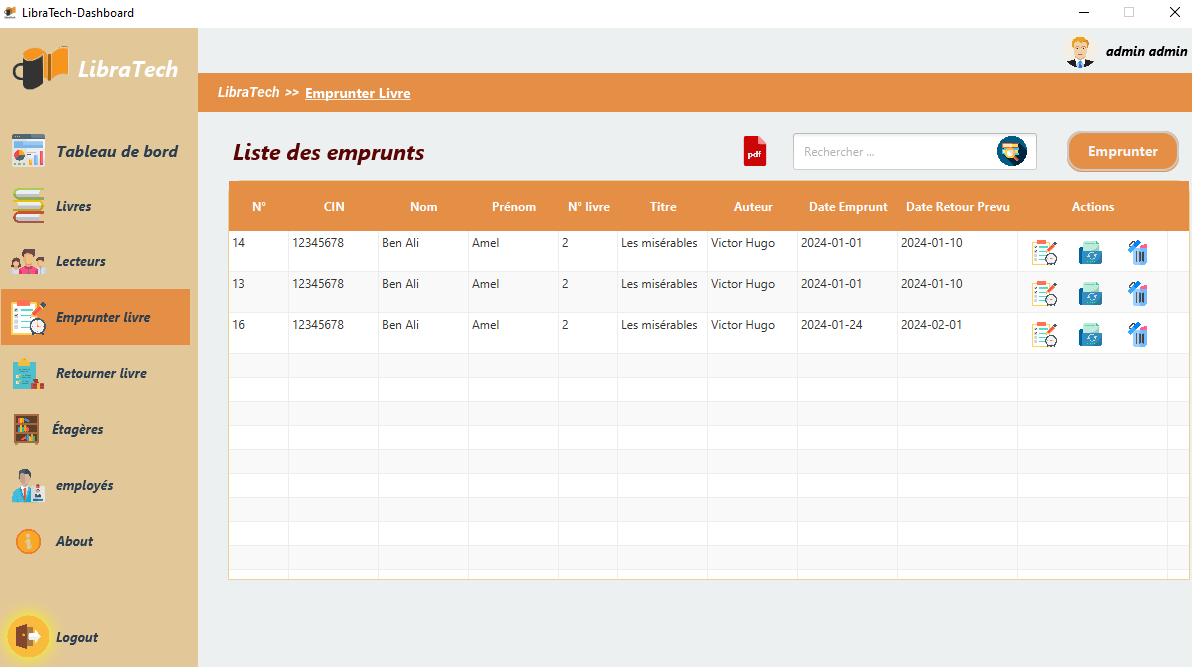 LibraTech-Dashboard
admin admin
LibraTech
LibraTech >> Emprunter Livre
Tableau de bord
Livres
Lecteurs
Emprunter livre
Retourner livre
Étagères
employés
About
Logout
Liste des emprunts
pdf
Rechercher ...
Emprunter
N° CIN Nom Prénom N° livre Titre Auteur Date Emprunt Date Retour Prevu Actions
14 12345678 Ben Ali Amel 2 Les misérables Victor Hugo 2024-01-01 2024-01-10
13 12345678 Ben Ali Amel 2 Les misérables Victor Hugo 2024-01-01 2024-01-10
16 12345678 Ben Ali Amel 2 Les misérables Victor Hugo 2024-01-24 2024-02-01